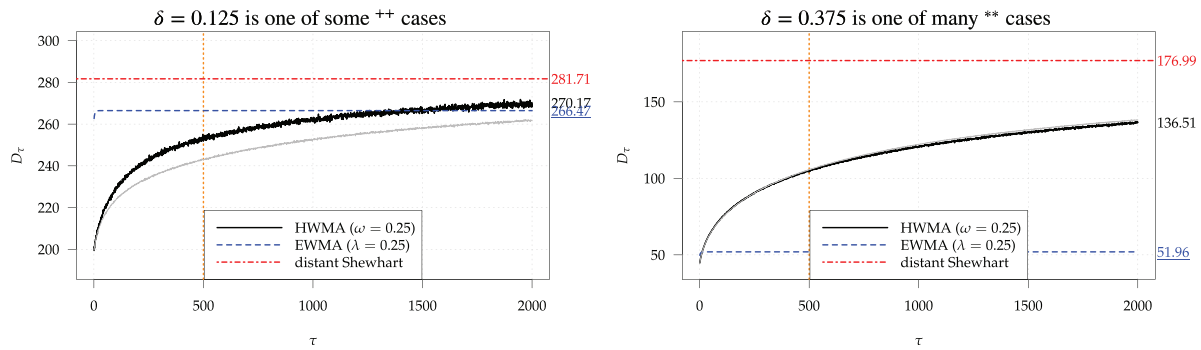 δ = 0.125 is one of some ++ cases
300
280
260
240
220
200
Dτ
281.71
270.17
266.47
HWMA (ω = 0.25)
EWMA (λ = 0.25)
distant Shewhart
0
500
1000
1500
2000
τ
δ = 0.375 is one of many ** cases
150
100
50
Dτ
176.99
136.51
51.96
HWMA (ω = 0.25)
EWMA (λ = 0.25)
distant Shewhart
0
500
1000
1500
2000
τ